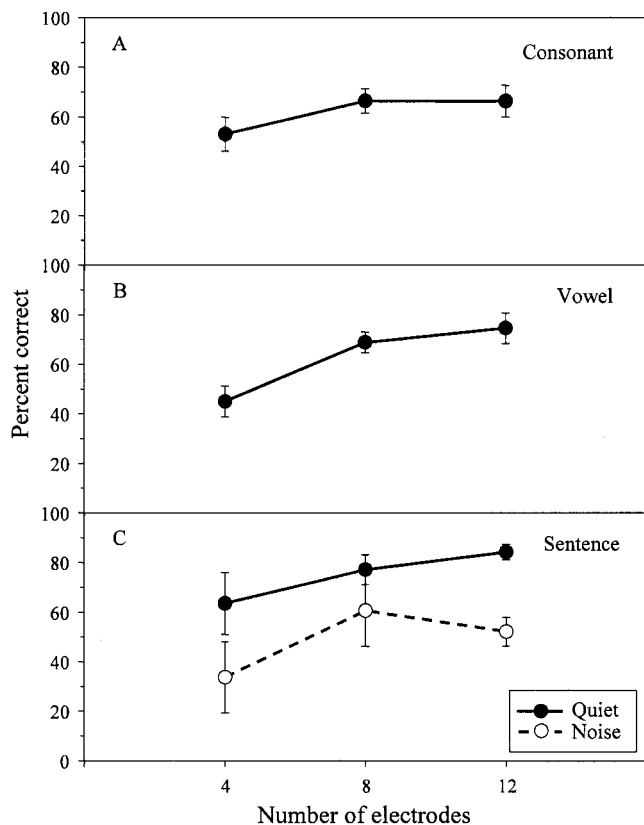 100
A
Consonant
80
60
40
20
100
B
Vowel
80
60
40
20
100
C
Sentence
80
60
40
20
0
Quiet
Noise
4 8 12
Number of electrodes
Percent correct